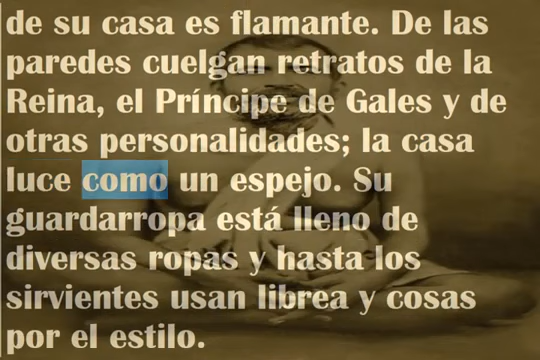 de su casa es flamante. De las
paredes cuelgan retratos de la
Reina, el Príncipe de Gales y de
otras personalidades; la casa
luce como un espejo. Su
guardarropa está lleno de
diversas ropas y hasta los
sirvientes usan librea y cosas
por el estilo.